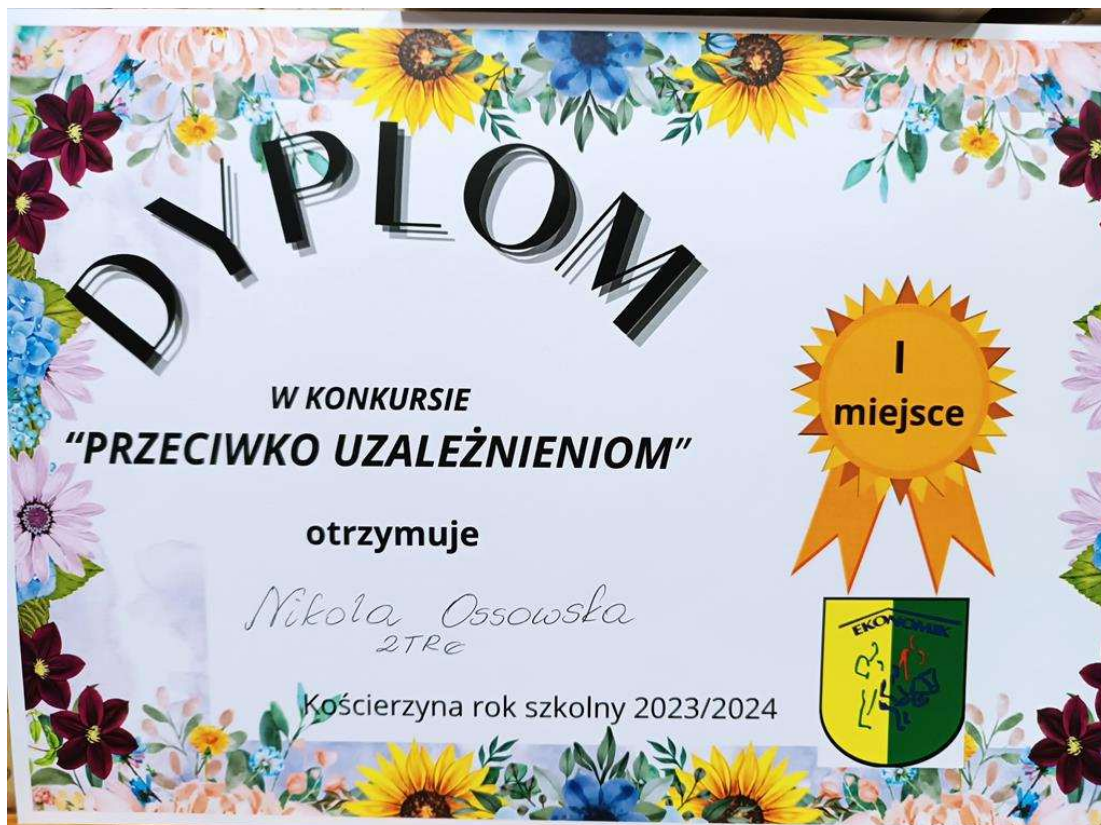 DYPLOM
W KONKURSIE
“PRZECIWKO UZALEŻNIENIOM”
otrzymuje
Nikola Ossowska
2TRe
Kościerzyna rok szkolny 2023/2024
I
miejsce
EKONOMIK